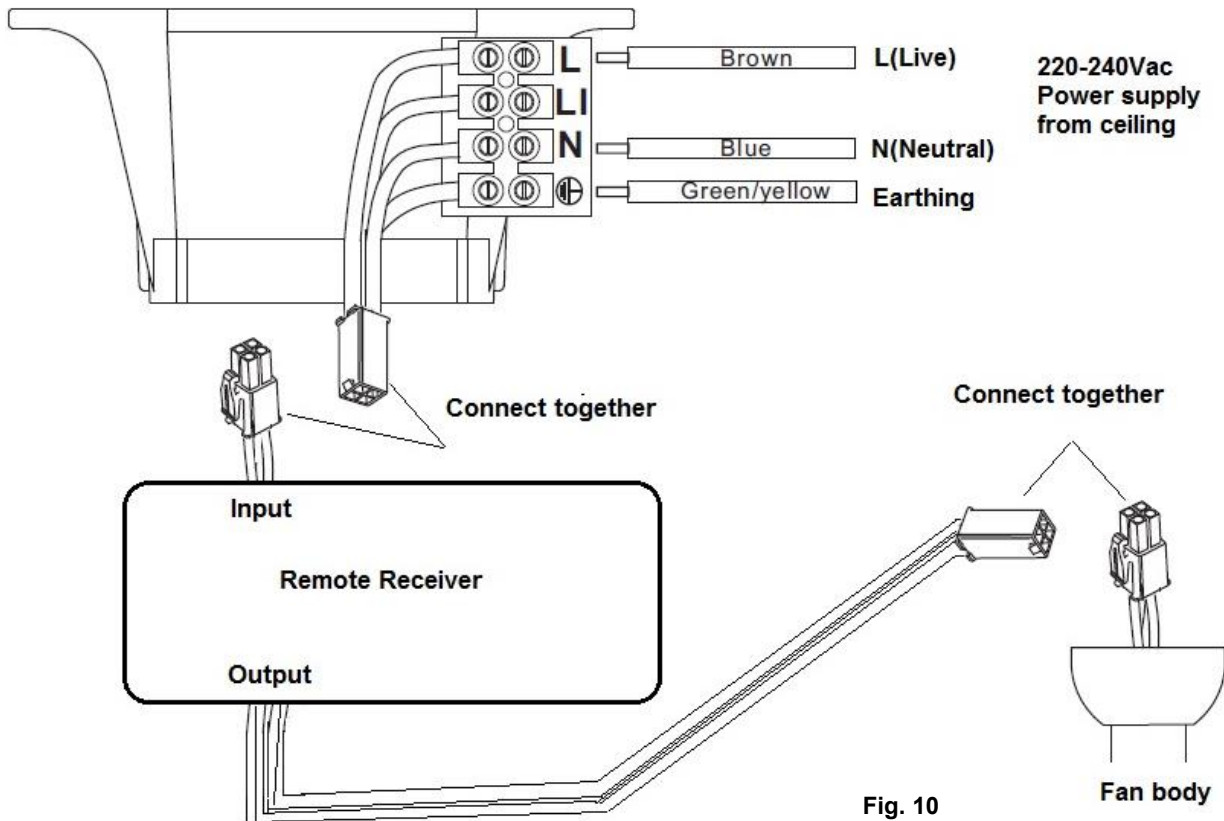 L
Brown
L(Live)
220-240Vac
Power supply
from ceiling
L1
N
Blue
N(Neutral)
Green/yellow
Earthing
Connect together
Connect together
Input
Remote Receiver
Output
Fan body
Fig. 10